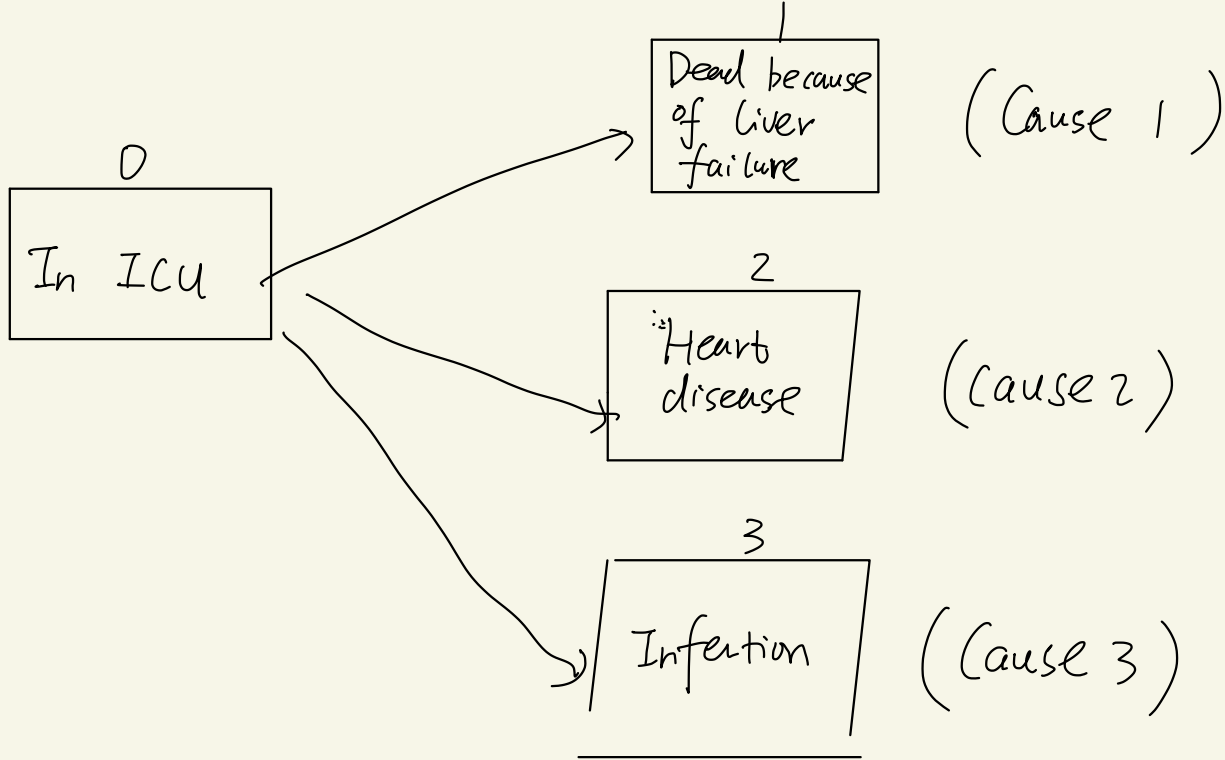 1
Dead because
of liver
failure
(Cause 1)
0
In ICU
2
Heart
disease
(Cause 2)
3
Infection
(Cause 3)